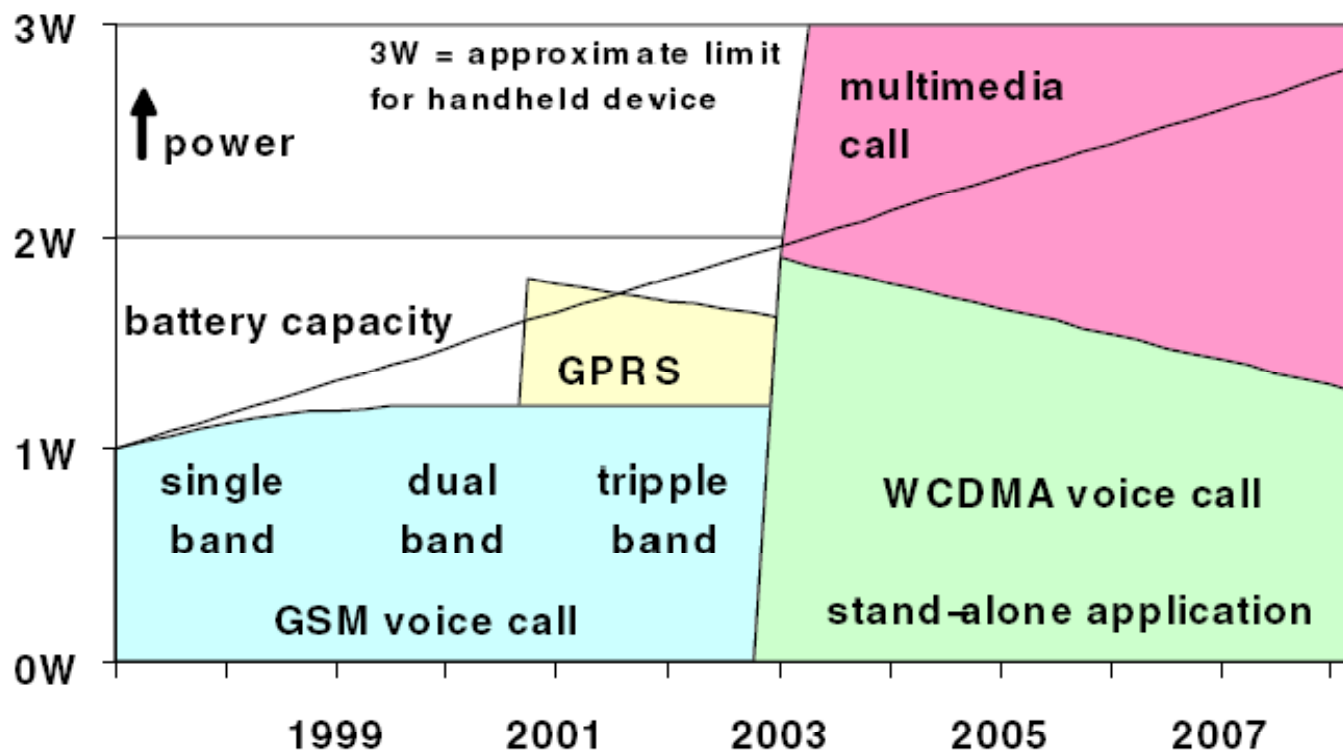 3W
3W = approximate limit
for handheld device
power
multimedia
call
2W
battery capacity
GPRS
1W
single
band
dual
band
tripple
band
WCDMA voice call
GSM voice call
stand-alone application
0W
1999
2001
2003
2005
2007